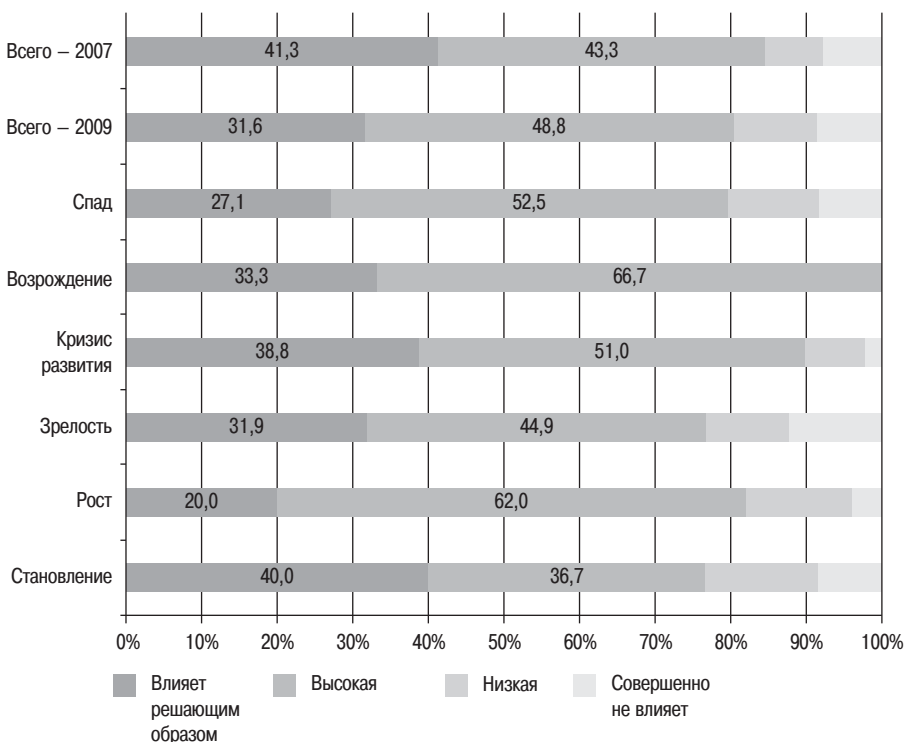 Всего – 2007
41,3 43,3
Всего – 2009
31,6 48,8
Спад
27,1 52,5
Возрождение
33,3 66,7
Кризис
развития
38,8 51,0
Зрелость
31,9 44,9
Рост
20,0 62,0
Становление
40,0 36,7
0% 10% 20% 30% 40% 50% 60% 70% 80% 90% 100%
Влияет
решающим
образом
Высокая
Низкая
Совершенно
не влияет